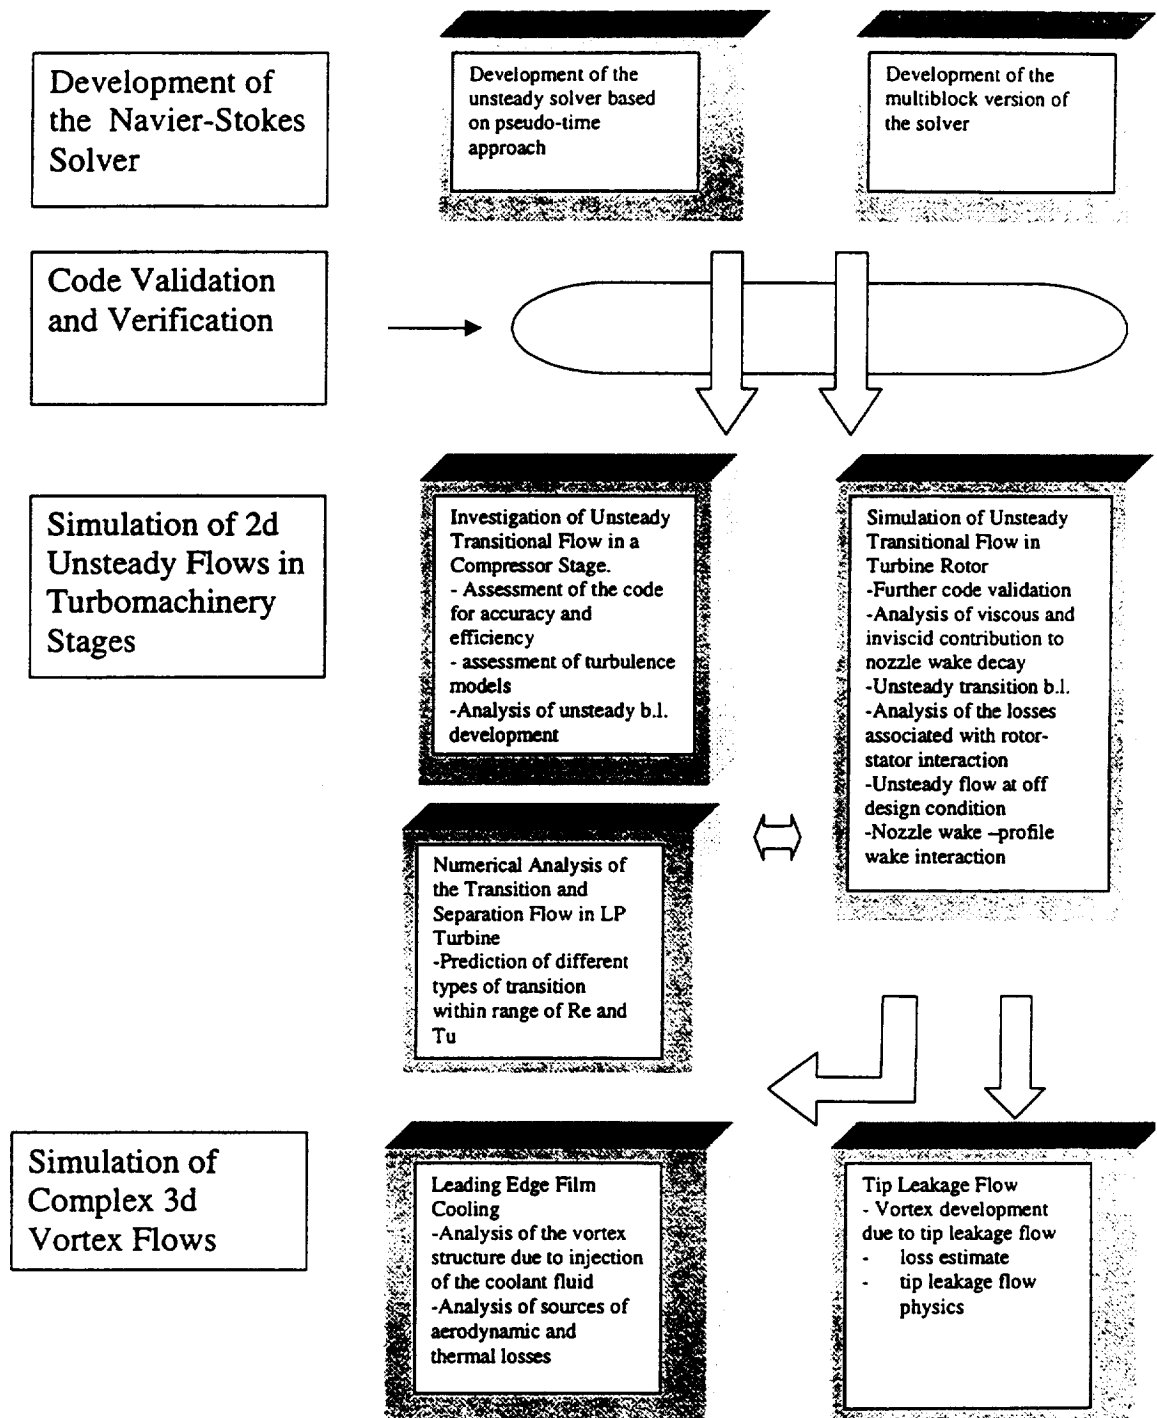 Development of
the Navier-Stokes
Solver
Development of the
unsteady solver based
on pseudo-time
approach
Development of the
multiblock version of
the solver
Code Validation
and Verification
Simulation of 2d
Unsteady Flows in
Turbomachinery
Stages
Investigation of Unsteady
Transitional Flow in a
Compressor Stage.
- Assessment of the code
for accuracy and
efficiency
- assessment of turbulence
models
-Analysis of unsteady b.l.
development
Simulation of Unsteady
Transitional Flow in
Turbine Rotor
-Further code validation
-Analysis of viscous and
inviscid contribution to
nozzle wake decay
-Unsteady transition b.l.
-Analysis of the losses
associated with rotor-
stator interaction
-Unsteady flow at off
design condition
-Nozzle wake –profile
wake interaction
Numerical Analysis of
the Transition and
Separation Flow in LP
Turbine
-Prediction of different
types of transition
within range of Re and
Tu
Simulation of
Complex 3d
Vortex Flows
Leading Edge Film
Cooling
-Analysis of the vortex
structure due to injection
of the coolant fluid
-Analysis of sources of
aerodynamic and
thermal losses
Tip Leakage Flow
- Vortex development
due to tip leakage flow
- loss estimate
- tip leakage flow
physics